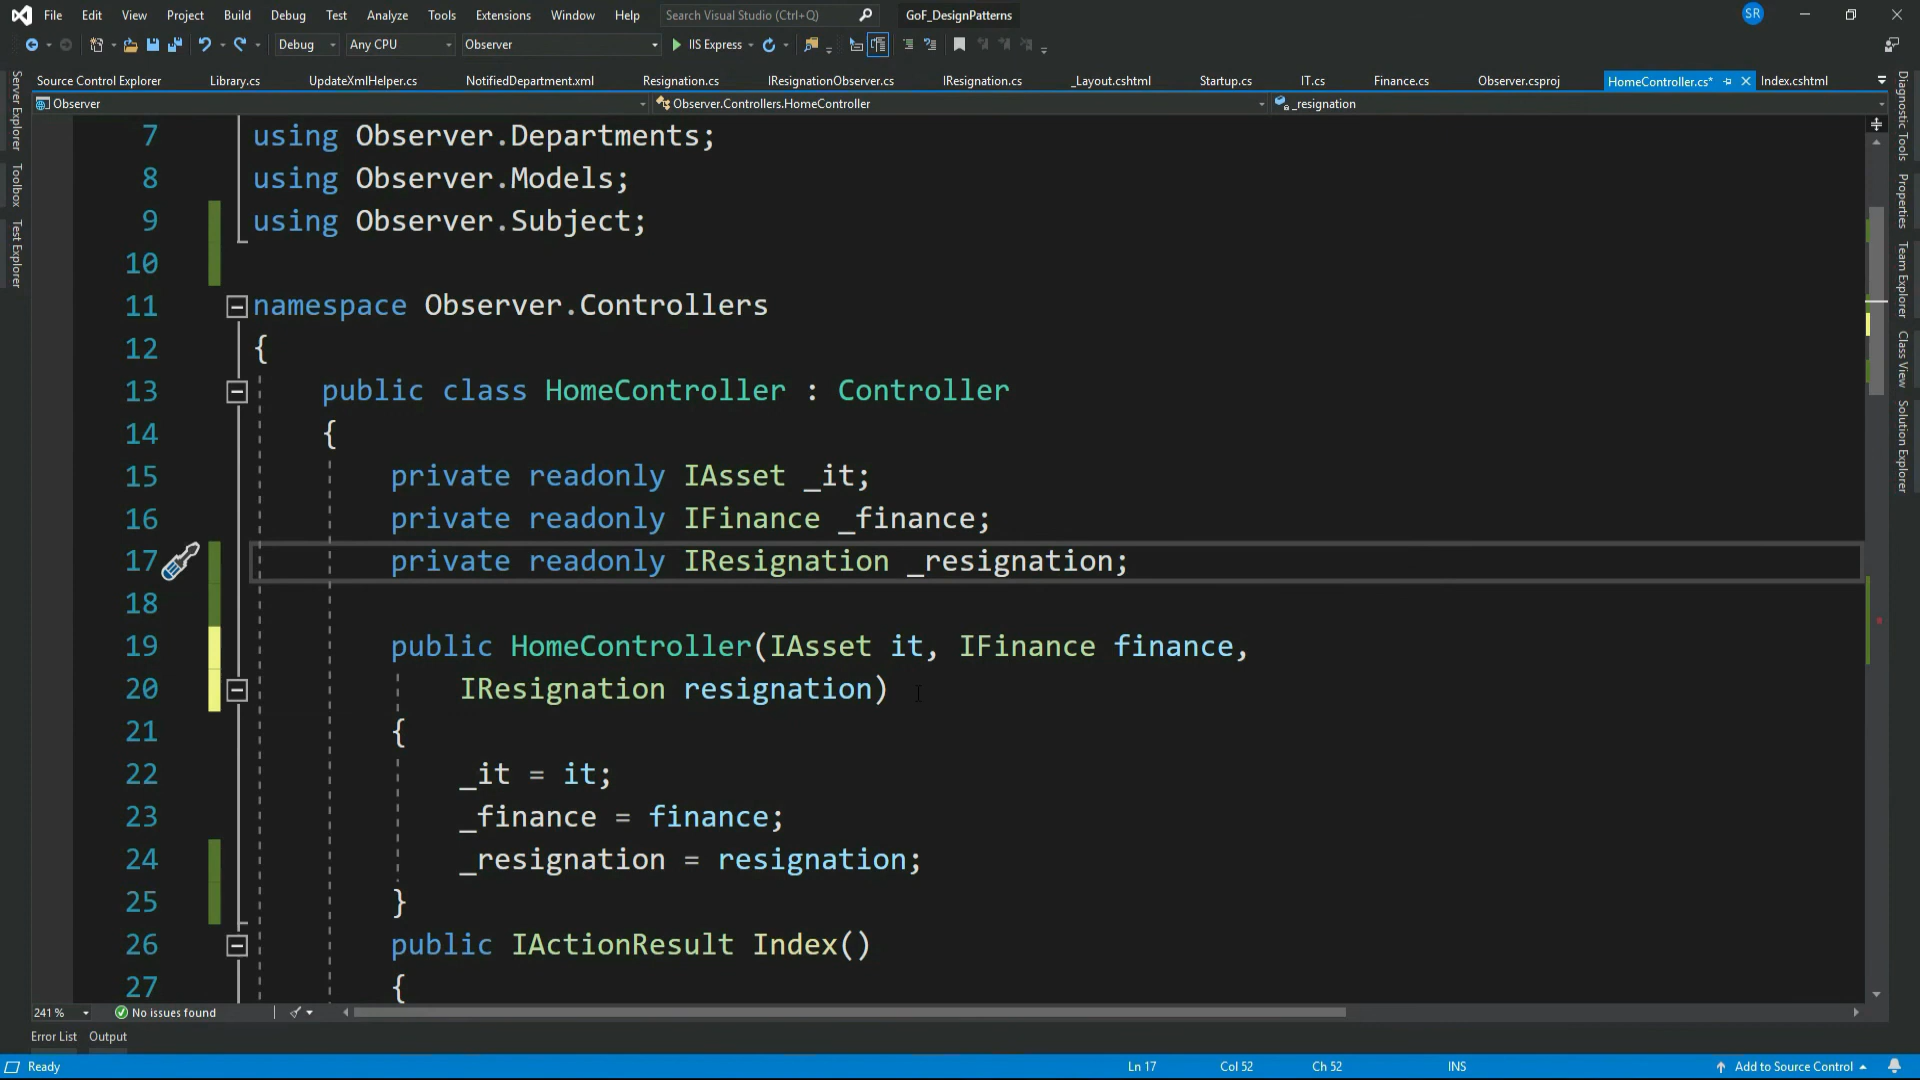 File Edit View Project Build Debug Test Analyze Tools Extensions Window Help Search Visual Studio (Ctrl+Q) GoF_DesignPatterns SR
Debug Any CPU Observer IIS Express
Source Control Explorer Library.cs UpdateXmlHelper.cs NotifiedDepartment.xml Resignation.cs IResignationObserver.cs IResignation.cs _Layout.cshtml Startup.cs IT.cs Finance.cs Observer.csproj HomeController.cs* Index.cshtml
Observer Observer.Controllers.HomeController _resignation
Server Explorer
Toolbox
Test Explorer
7 using Observer.Departments;
8 using Observer.Models;
9 using Observer.Subject;
10
11 namespace Observer.Controllers
12 {
13 public class HomeController : Controller
14 {
15 private readonly IAsset _it;
16 private readonly IFinance _finance;
17 private readonly IResignation _resignation;
18
19 public HomeController(IAsset it, IFinance finance,
20 IResignation resignation)
21 {
22 _it = it;
23 _finance = finance;
24 _resignation = resignation;
25 }
26 public IActionResult Index()
27 {
Diagnostic Tools
Properties
Team Explorer
Class View
Solution Explorer
241 % No issues found
Error List Output
Ready Ln 17 Col 52 Ch 52 INS Add to Source Control